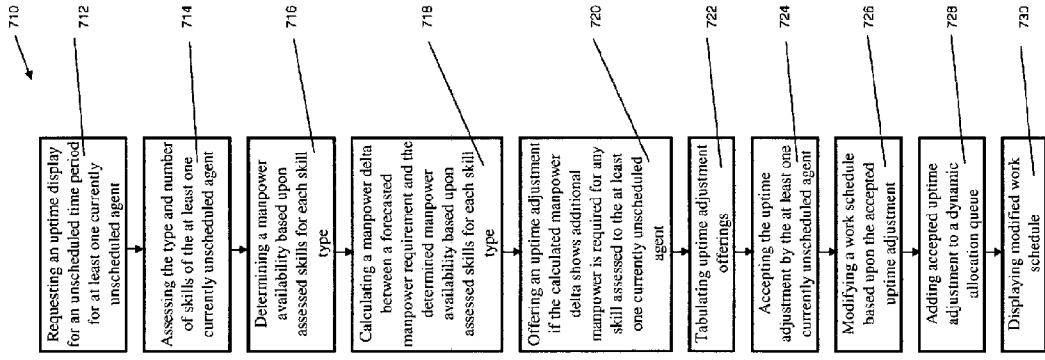 710
712
Requesting an uptime display
for an unscheduled time period
for at least one currently
unscheduled agent
714
Assessing the type and number
of skills of the at least one
currently unscheduled agent
716
Determining a manpower
availability based upon
assessed skills for each skill
type
718
Calculating a manpower delta
between a forecasted
manpower requirement and the
determined manpower
availability based upon
assessed skills for each skill
type
720
Offering an uptime adjustment
if the calculated manpower
delta shows additional
manpower is required for any
skill assessed to the at least
one currently unscheduled
agent
722
Tabulating uptime adjustment
offerings
724
Accepting the uptime
adjustment by the at least one
currently unscheduled agent
726
Modifying a work schedule
based upon the accepted
uptime adjustment
728
Adding accepted uptime
adjustment to a dynamic
allocation queue
730
Displaying modified work
schedule